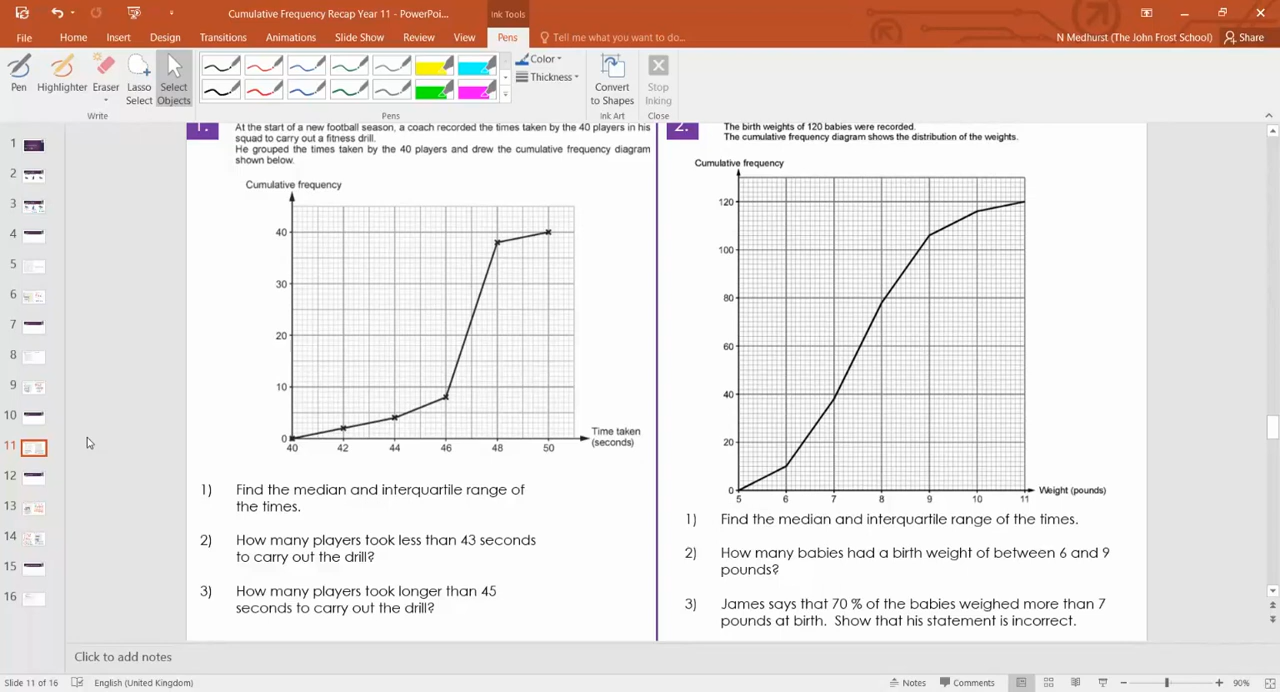 Cumulative Frequency Recap Year 11 - PowerPoi...
Ink Tools
File Home Insert Design Transitions Animations Slide Show Review View Pens Tell me what you want to do...
N Medhurst (The John Frost School) Share
Pen Highlighter Eraser Lasso Select Select Objects
Color
Thickness
Convert to Shapes
Stop Inking
Write Pens Ink Art Close
1
2
3
4
5
6
7
8
9
10
11
12
13
14
15
16
1.
At the start of a new football season, a coach recorded the times taken by the 40 players in his
squad to carry out a fitness drill.
He grouped the times taken by the 40 players and drew the cumulative frequency diagram
shown below.
Cumulative frequency
40
30
20
10
0
40 42 44 46 48 50
Time taken
(seconds)
1) Find the median and interquartile range of
the times.
2) How many players took less than 43 seconds
to carry out the drill?
3) How many players took longer than 45
seconds to carry out the drill?
2.
The birth weights of 120 babies were recorded.
The cumulative frequency diagram shows the distribution of the weights.
Cumulative frequency
120
100
80
60
40
20
0
5 6 7 8 9 10 11
Weight (pounds)
1) Find the median and interquartile range of the times.
2) How many babies had a birth weight of between 6 and 9
pounds?
3) James says that 70 % of the babies weighed more than 7
pounds at birth. Show that his statement is incorrect.
Click to add notes
Slide 11 of 16 English (United Kingdom) Notes Comments 90%